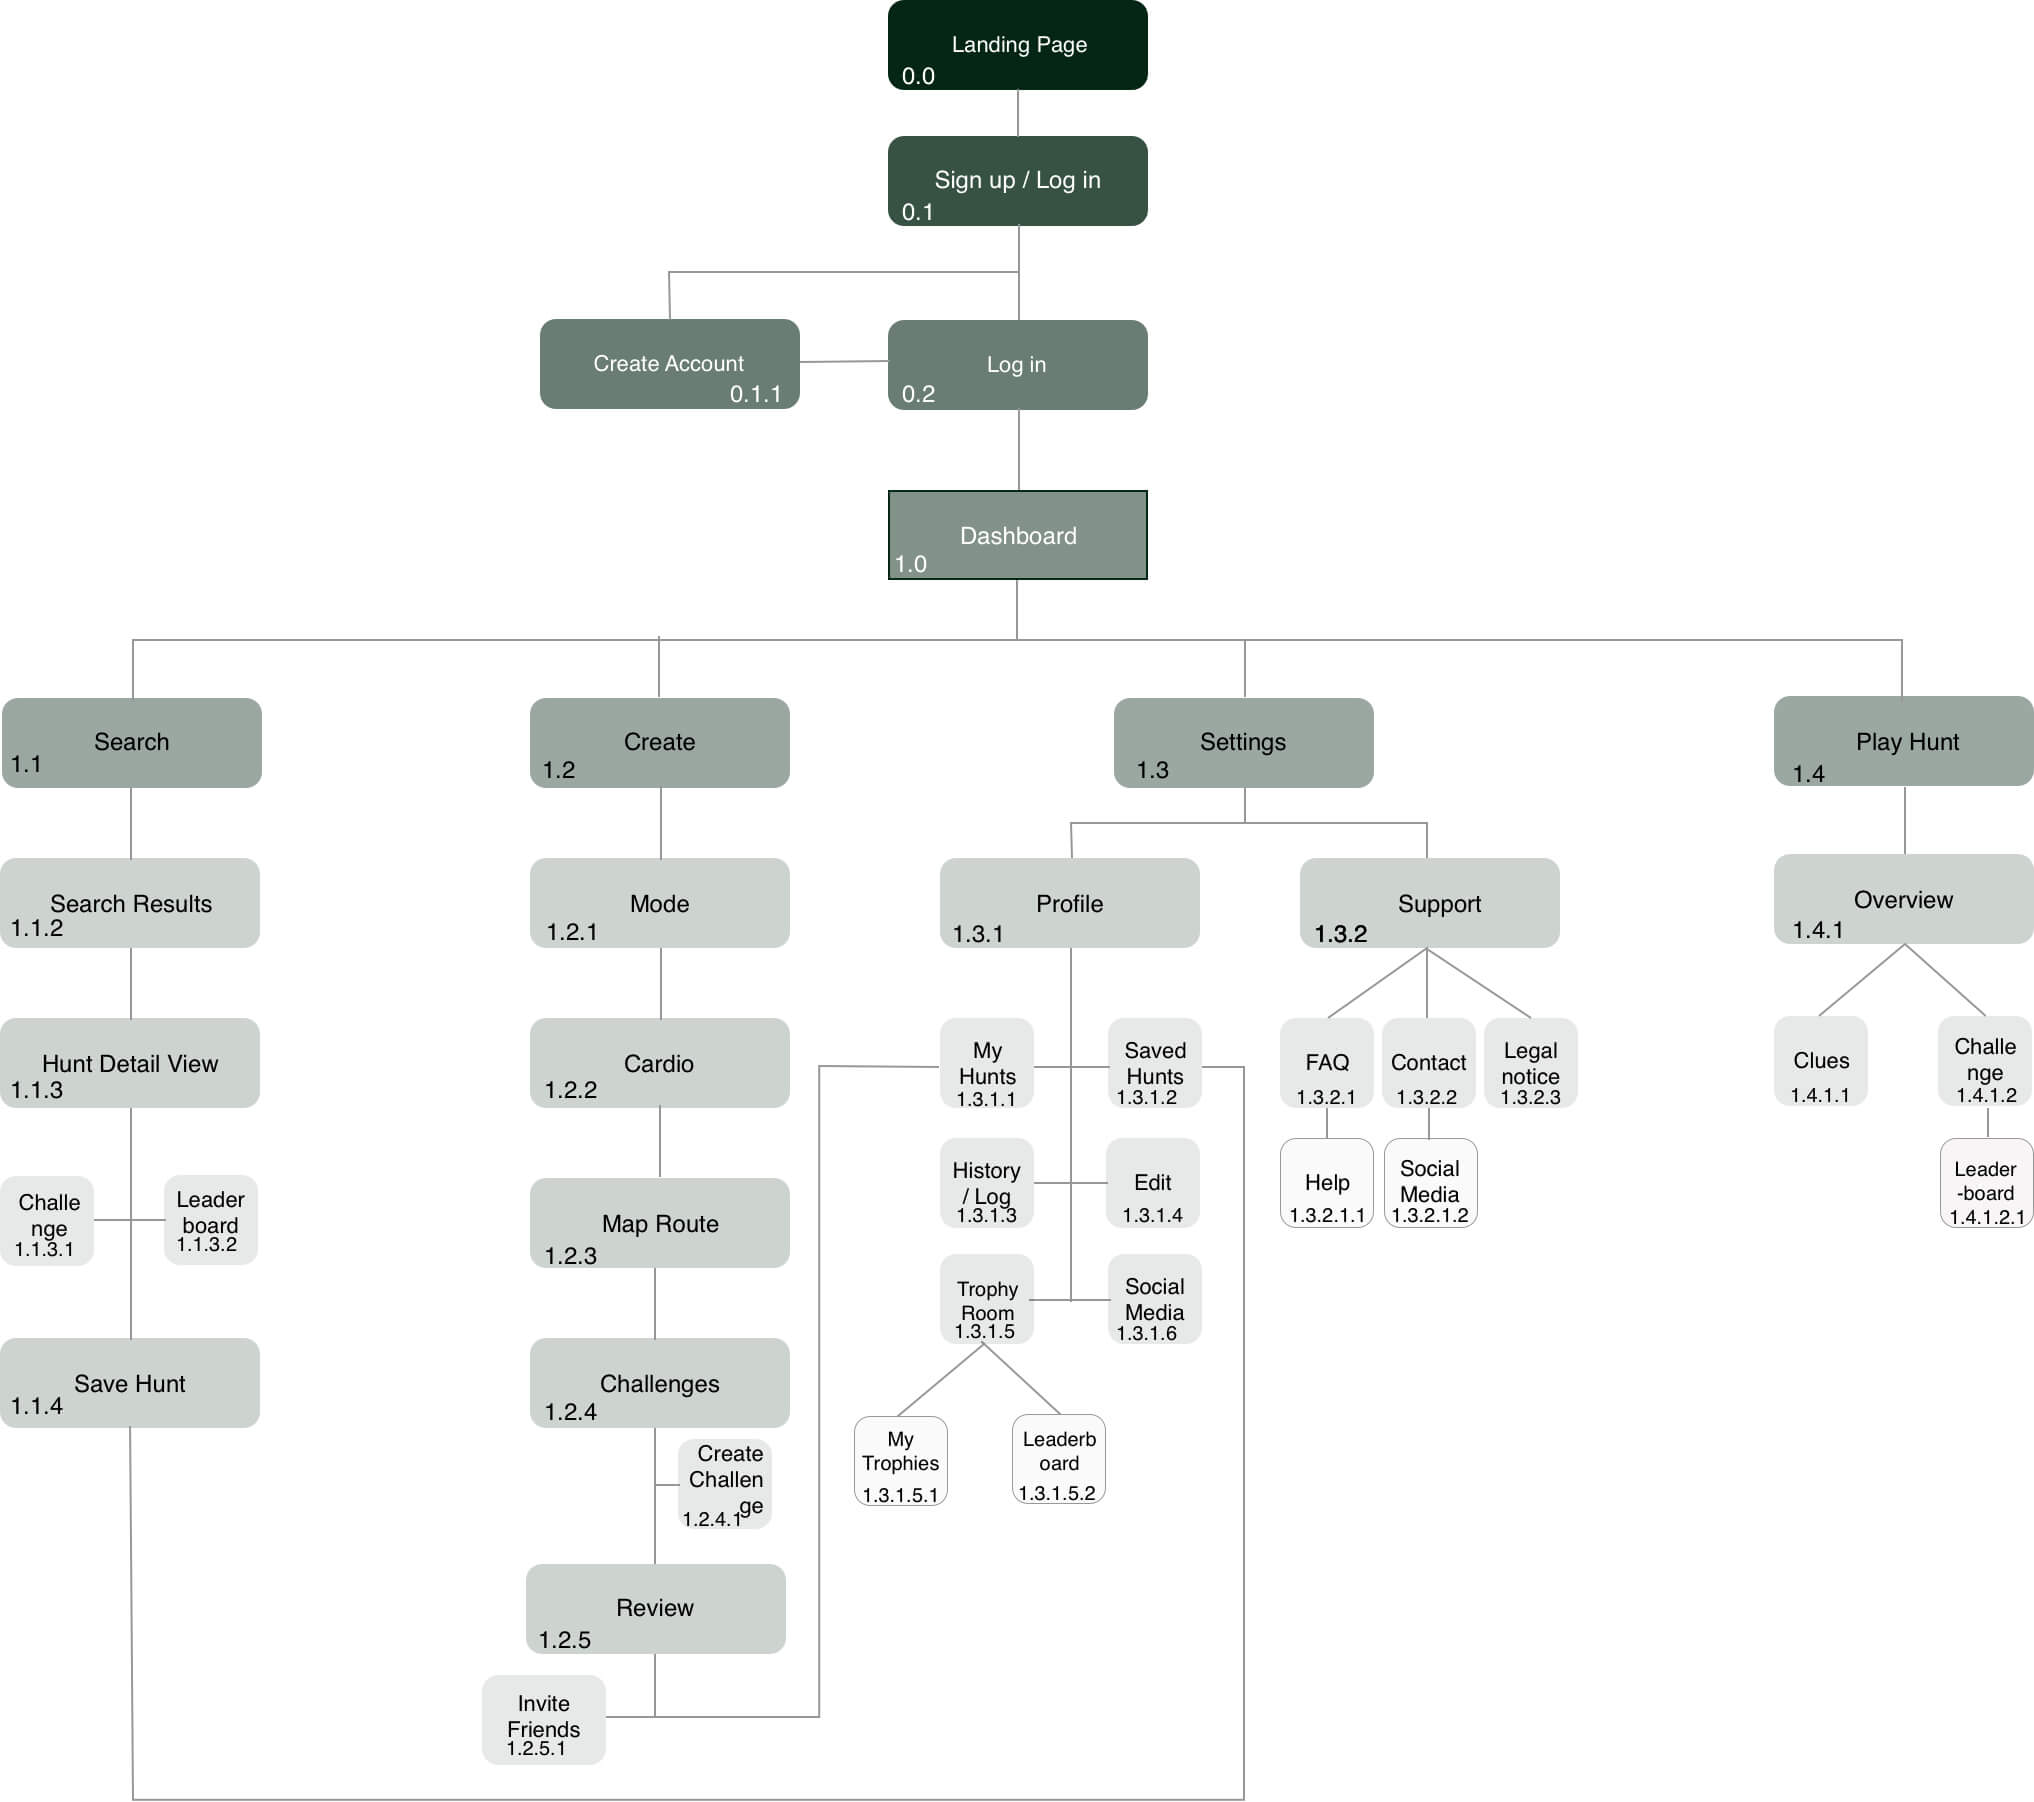 Landing Page
0.0
Sign up / Log in
0.1
Create Account
0.1.1
Log in
0.2
Dashboard
1.0
Search
1.1
Create
1.2
Settings
1.3
Play Hunt
1.4
Search Results
1.1.2
Mode
1.2.1
Profile
1.3.1
Support
1.3.2
Overview
1.4.1
Hunt Detail View
1.1.3
Cardio
1.2.2
My
Hunts
1.3.1.1
Saved
Hunts
1.3.1.2
FAQ
1.3.2.1
Contact
1.3.2.2
Legal
notice
1.3.2.3
Clues
1.4.1.1
Challe
nge
1.4.1.2
Challe
nge
1.1.3.1
Leader
board
1.1.3.2
Map Route
1.2.3
History
/ Log
1.3.1.3
Edit
1.3.1.4
Help
1.3.2.1.1
Social
Media
1.3.2.1.2
Leader
-board
1.4.1.2.1
Trophy
Room
1.3.1.5
Social
Media
1.3.1.6
Save Hunt
1.1.4
Challenges
1.2.4
My
Trophies
1.3.1.5.1
Leaderb
oard
1.3.1.5.2
Create
Challen
ge
1.2.4.1
Review
1.2.5
Invite
Friends
1.2.5.1